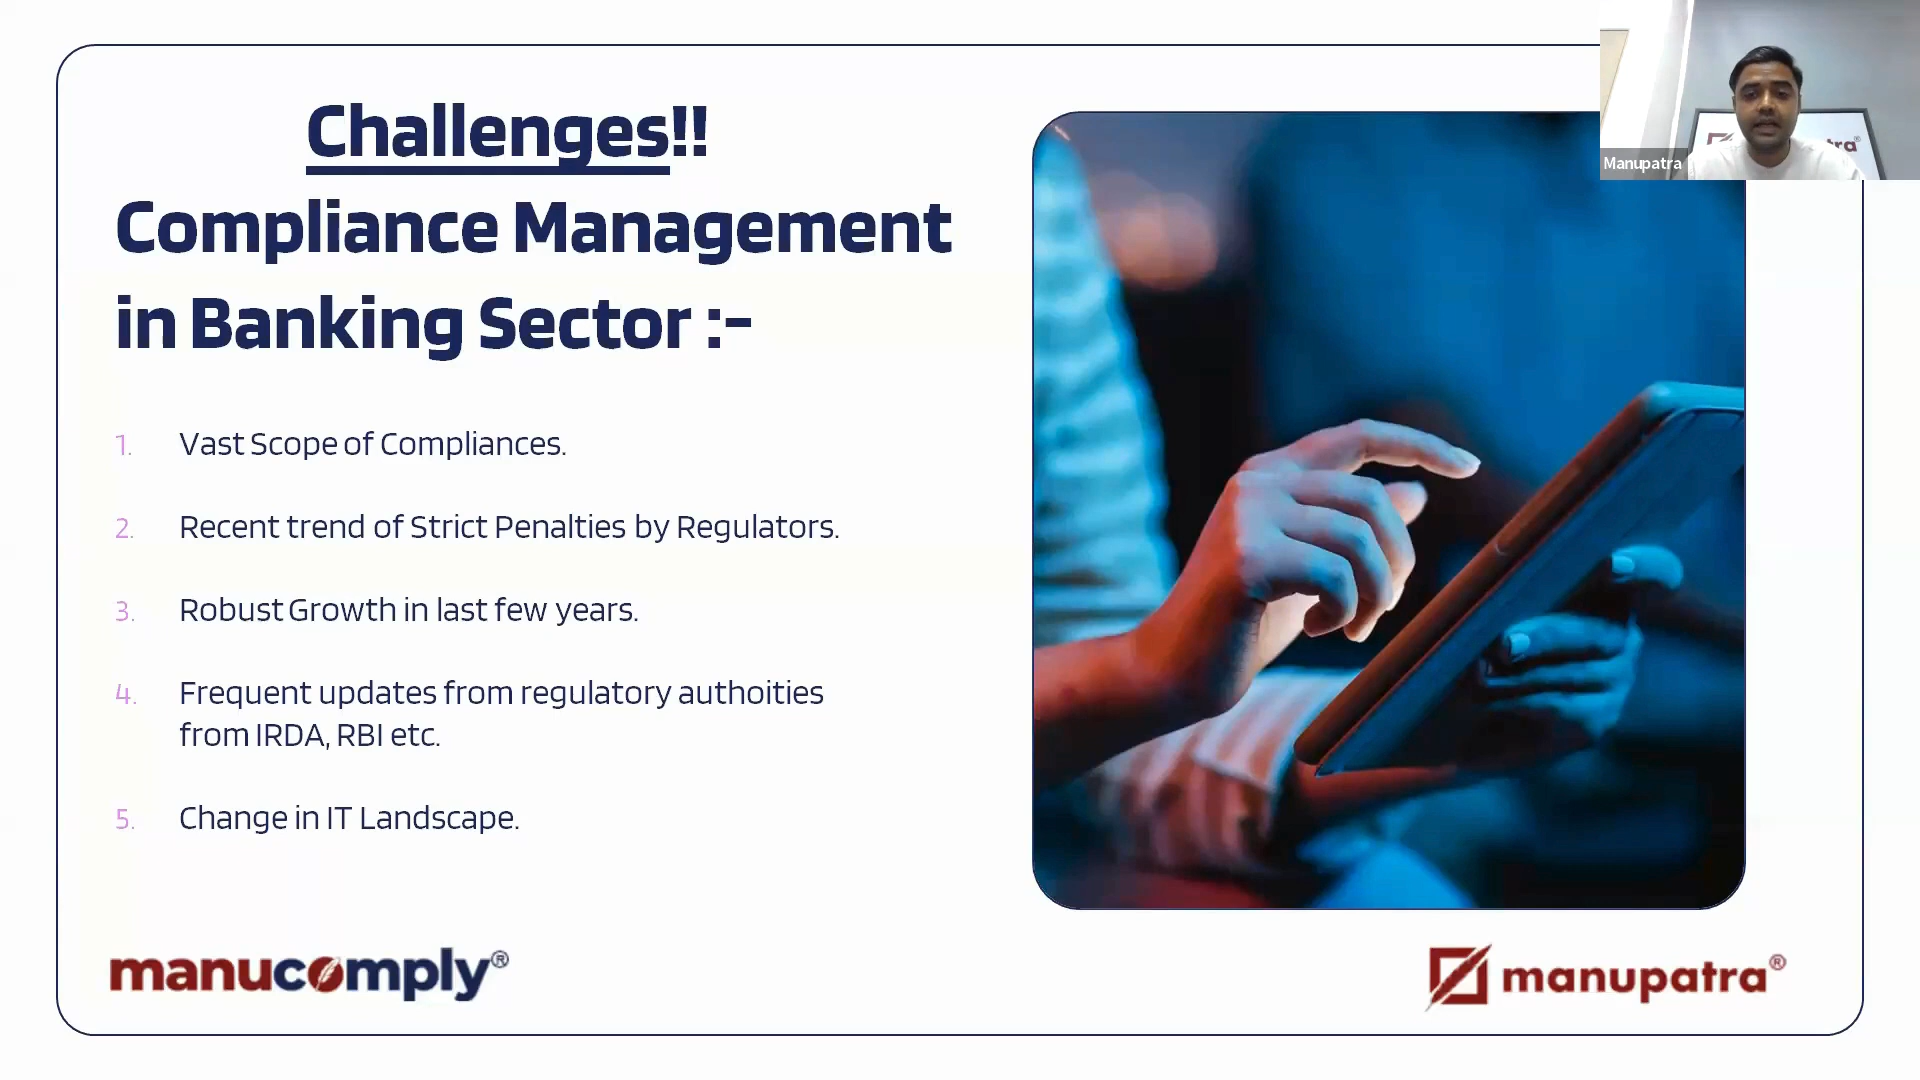 Challenges!!
Compliance Management
in Banking Sector :-
1. Vast Scope of Compliances.
2. Recent trend of Strict Penalties by Regulators.
3. Robust Growth in last few years.
4. Frequent updates from regulatory authoities
from IRDA, RBI etc.
5. Change in IT Landscape.
manucomply®
manupatra®
Manupatra
tra®